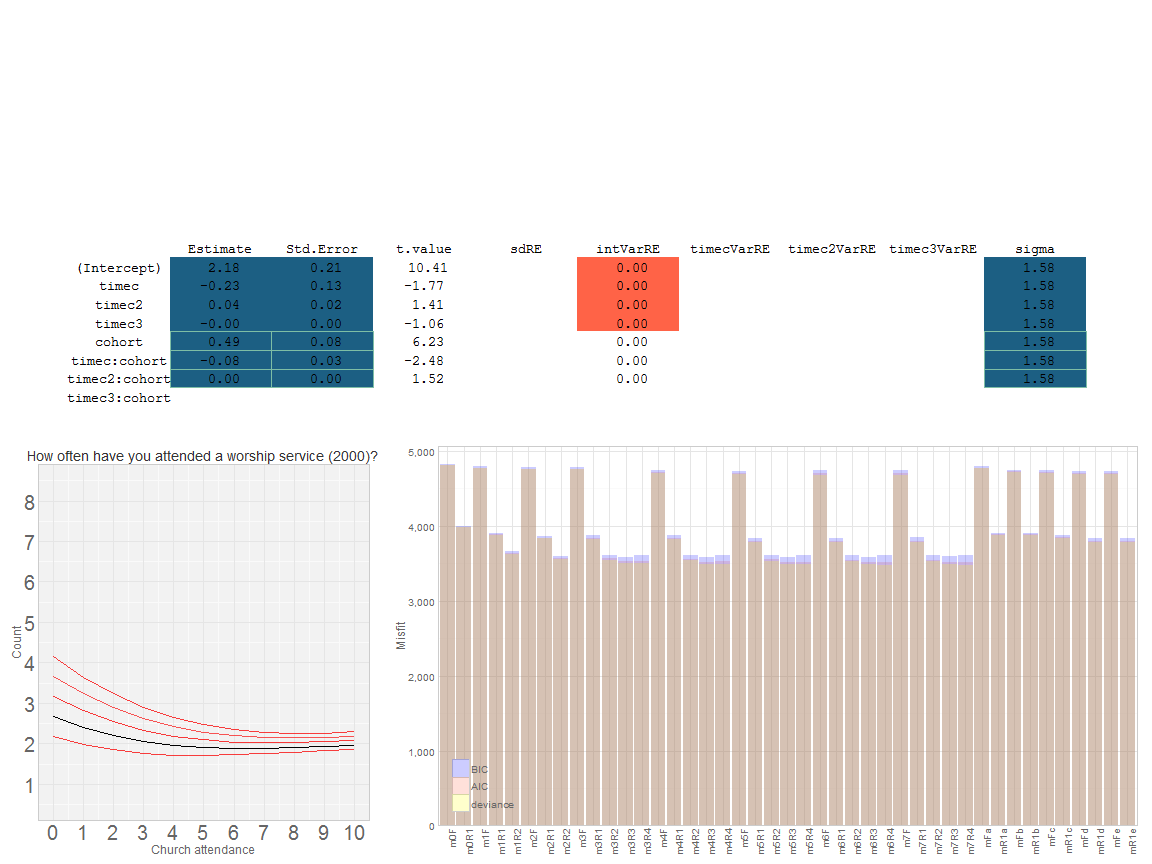 Estimate Std.Error t.value sdRE intVarRE timecVarRE timec2VarRE timec3VarRE sigma
(Intercept) 2.18 0.21 10.41 0.00 1.58
timec -0.23 0.13 -1.77 0.00 1.58
timec2 0.04 0.02 1.41 0.00 1.58
timec3 -0.00 0.00 -1.06 0.00 1.58
cohort 0.49 0.08 6.23 0.00 1.58
timec:cohort -0.08 0.03 -2.48 0.00 1.58
timec2:cohort 0.00 0.00 1.52 0.00 1.58
timec3:cohort
How often have you attended a worship service (2000)?
8
7
6
5
4
3
2
1
Count
0 1 2 3 4 5 6 7 8 9 10
Church attendance
5,000
4,000
3,000
2,000
1,000
0
Misfit
BIC
AIC
deviance
m0F m0R1 m1F m1R1 m1R2 m2F m2R1 m2R2 m3F m3R1 m3R2 m3R3 m3R4 m4F m4R1 m4R2 m4R3 m4R4 m5F m5R1 m5R2 m5R3 m5R4 m6F m6R1 m6R2 m6R3 m6R4 m7F m7R1 m7R2 m7R3 m7R4 mFa mR1a mFb mR1b mFc mR1c mFd mR1d mFe mR1e